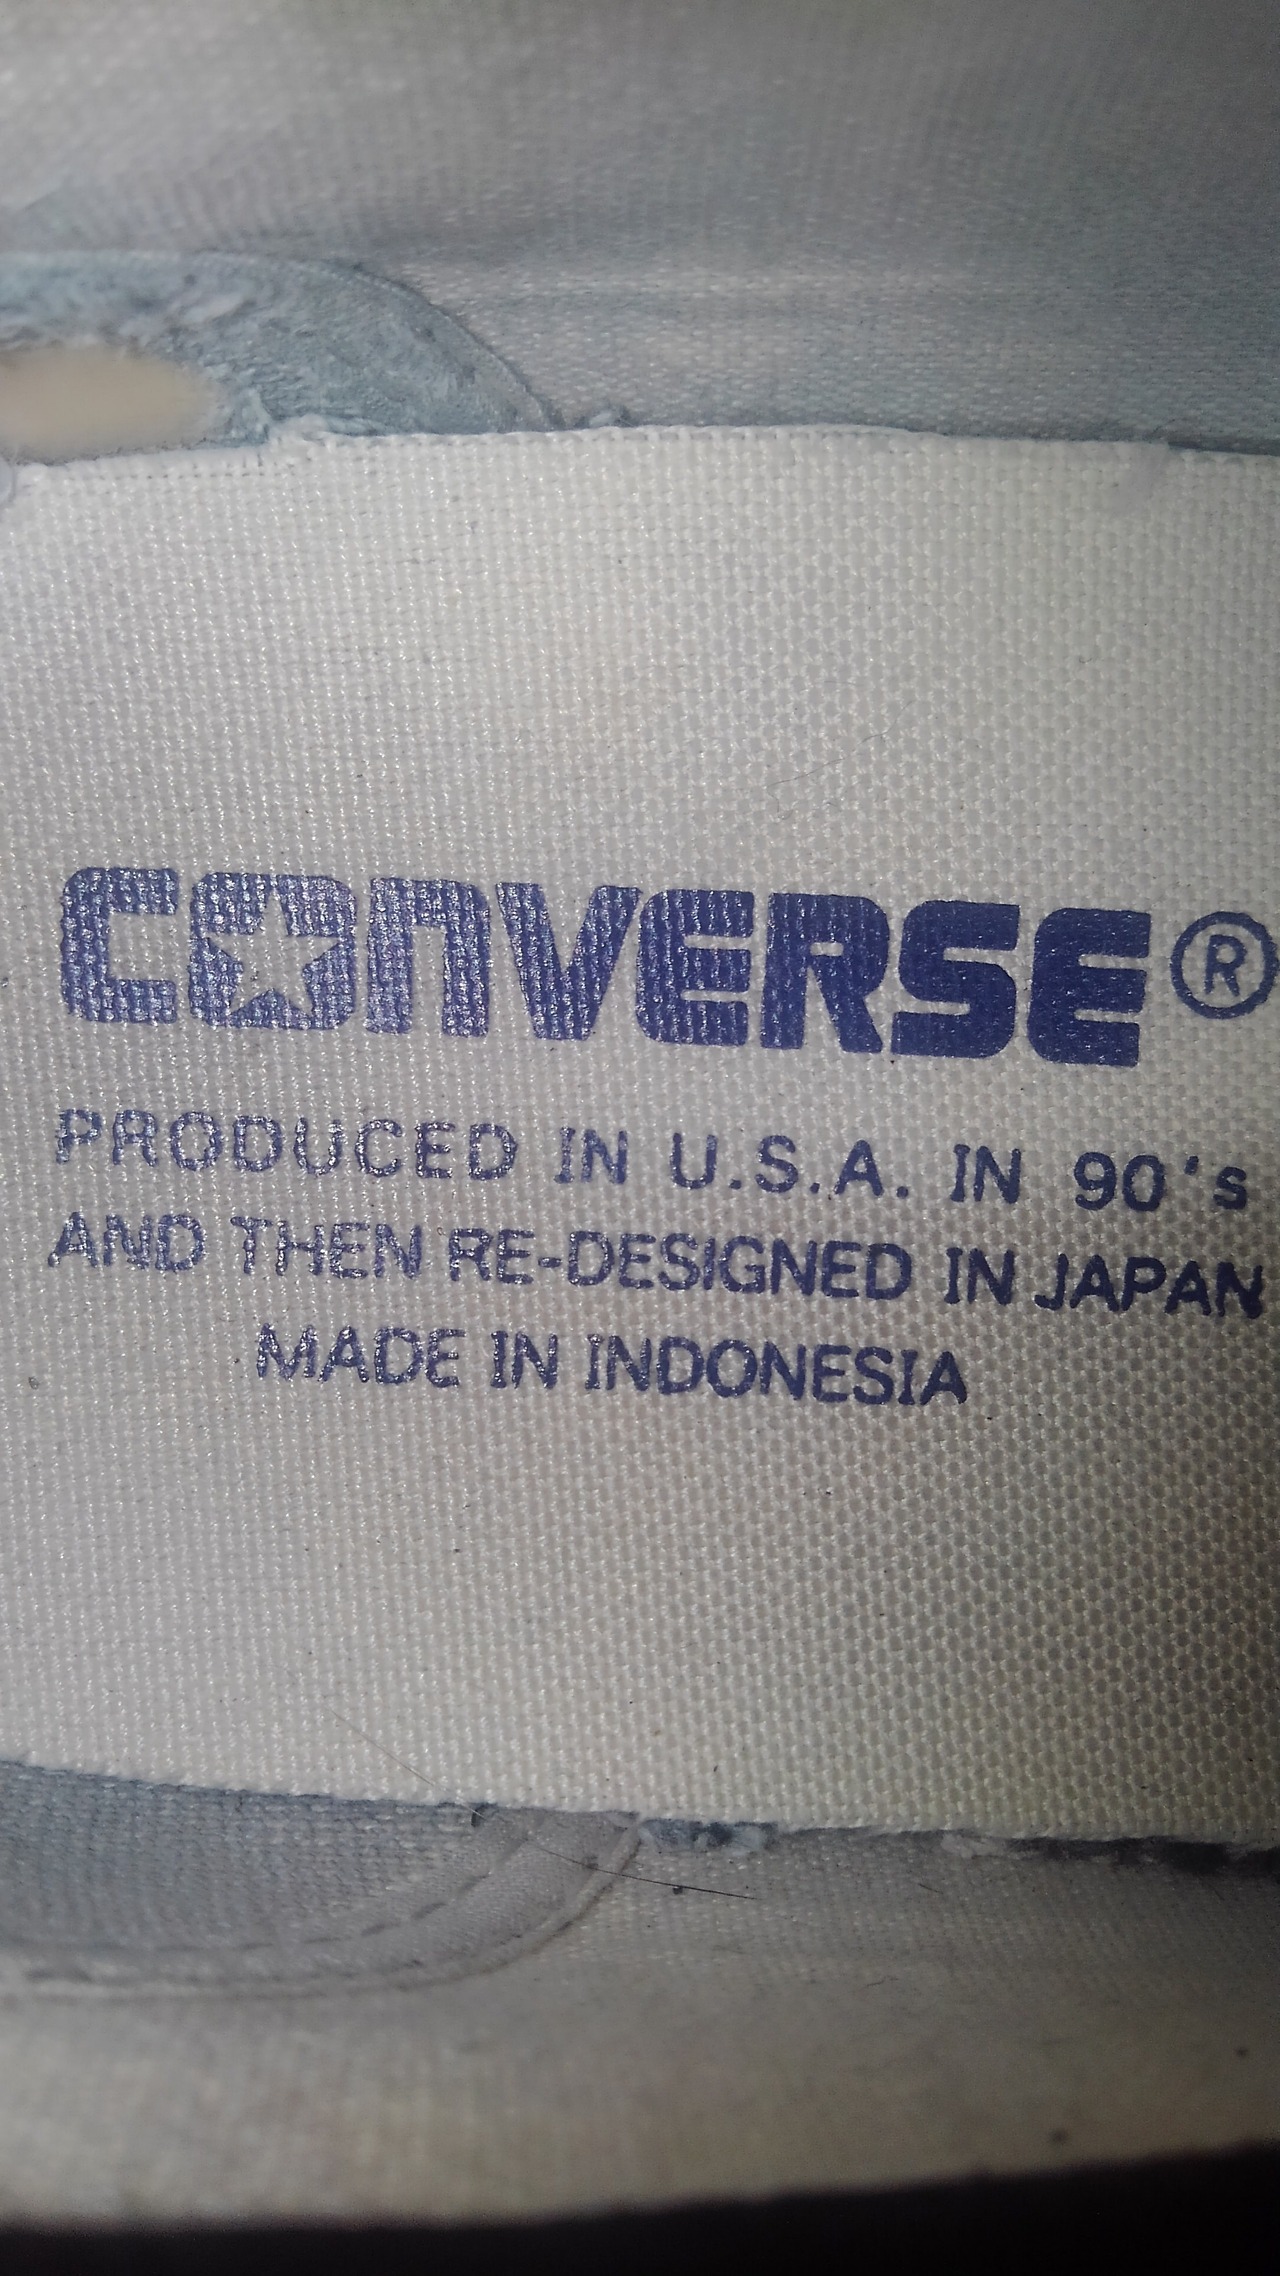 CONVERSE®
PRODUCED IN U.S.A. IN 90's
AND THEN RE-DESIGNED IN JAPAN
MADE IN INDONESIA